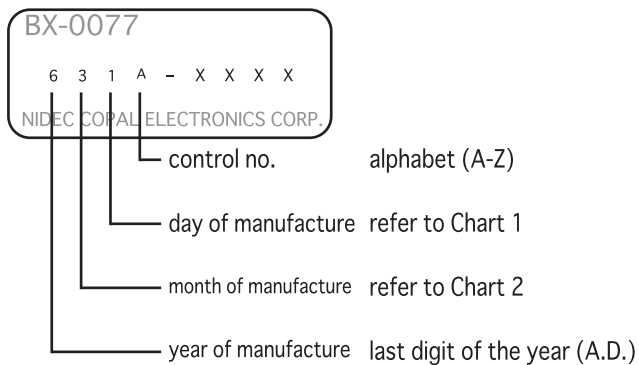 BX-0077
6 3 1 A - X X X X
NIDEC COPAL ELECTRONICS CORP.
control no. alphabet (A-Z)
day of manufacture refer to Chart 1
month of manufacture refer to Chart 2
year of manufacture last digit of the year (A.D.)